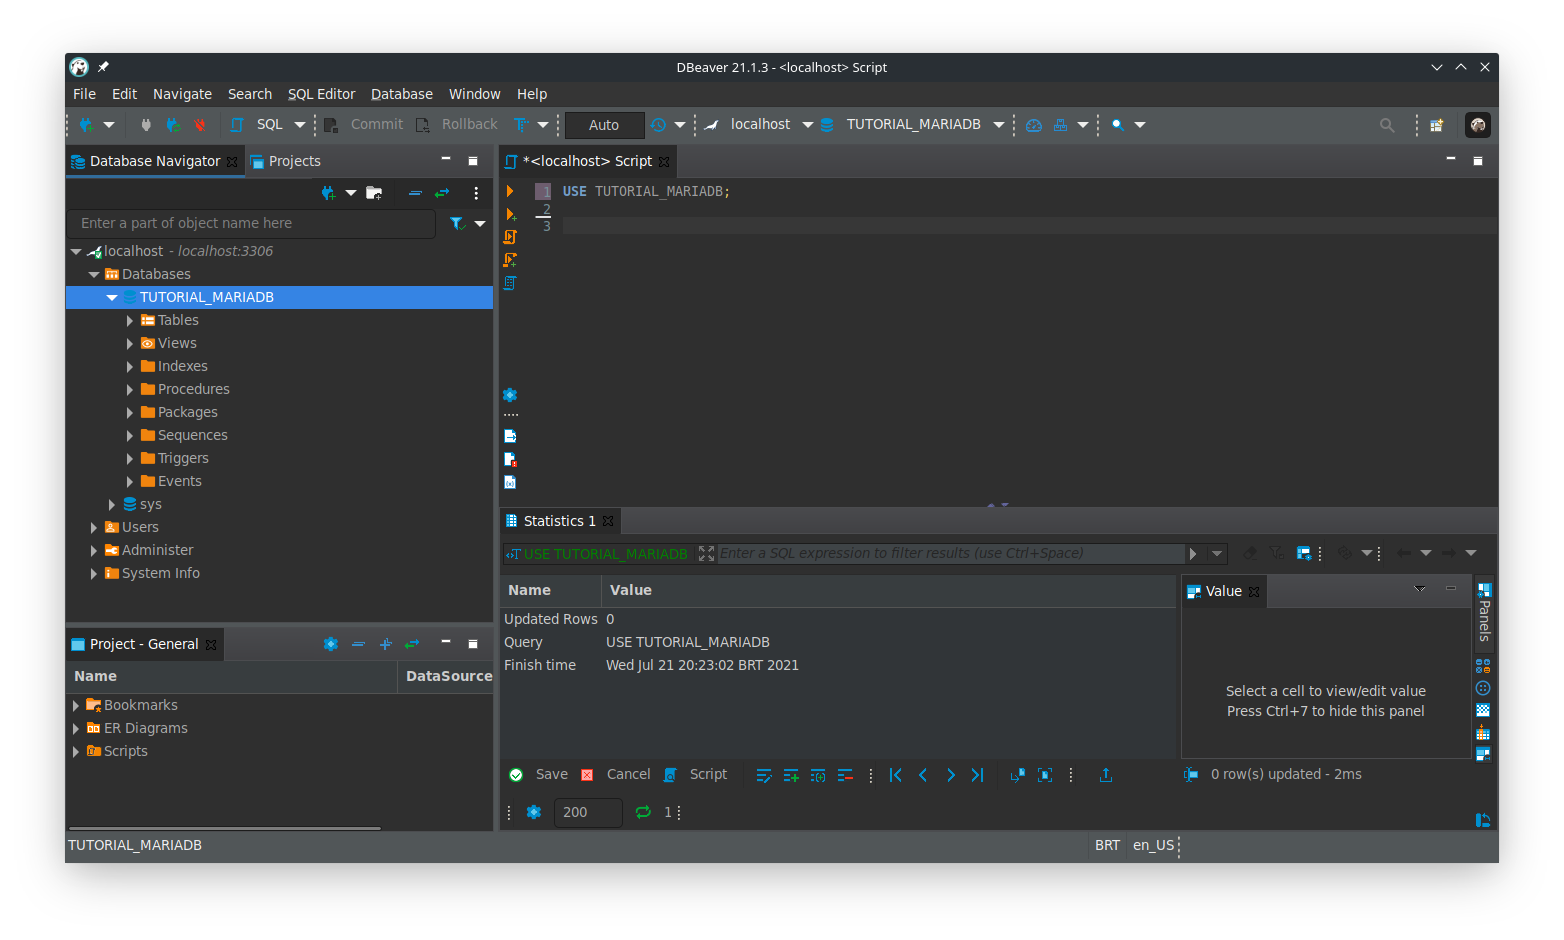 DBeaver 21.1.3 - <localhost> Script
File Edit Navigate Search SQL Editor Database Window Help
SQL Commit Rollback Auto localhost TUTORIAL_MARIADB
Database Navigator Projects
Enter a part of object name here
localhost - localhost:3306
Databases
TUTORIAL_MARIADB
Tables
Views
Indexes
Procedures
Packages
Sequences
Triggers
Events
sys
Users
Administer
System Info
Project - General
Name DataSource
Bookmarks
ER Diagrams
Scripts
*<localhost> Script
1 USE TUTORIAL_MARIADB;
2
3
Statistics 1
USE TUTORIAL_MARIADB Enter a SQL expression to filter results (use Ctrl+Space)
Name Value
Updated Rows 0
Query USE TUTORIAL_MARIADB
Finish time Wed Jul 21 20:23:02 BRT 2021
Value
Select a cell to view/edit value
Press Ctrl+7 to hide this panel
Panels
Save Cancel Script 0 row(s) updated - 2ms
200 1
TUTORIAL_MARIADB BRT en_US